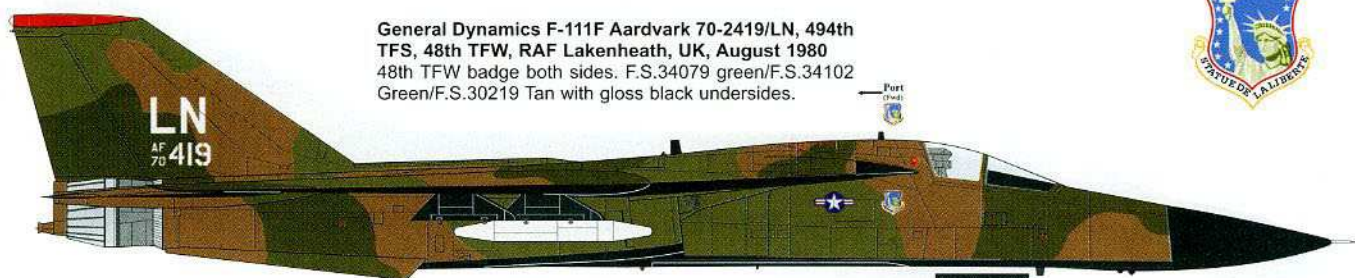 General Dynamics F-111F Aardvark 70-2419/LN, 494th
TFS, 48th TFW, RAF Lakenheath, UK, August 1980
48th TFW badge both sides. F.S.34079 green/F.S.34102
Green/F.S.30219 Tan with gloss black undersides.
Port
(Fwd)
STATUE DE LA LIBERTE
LN
AF
70 419